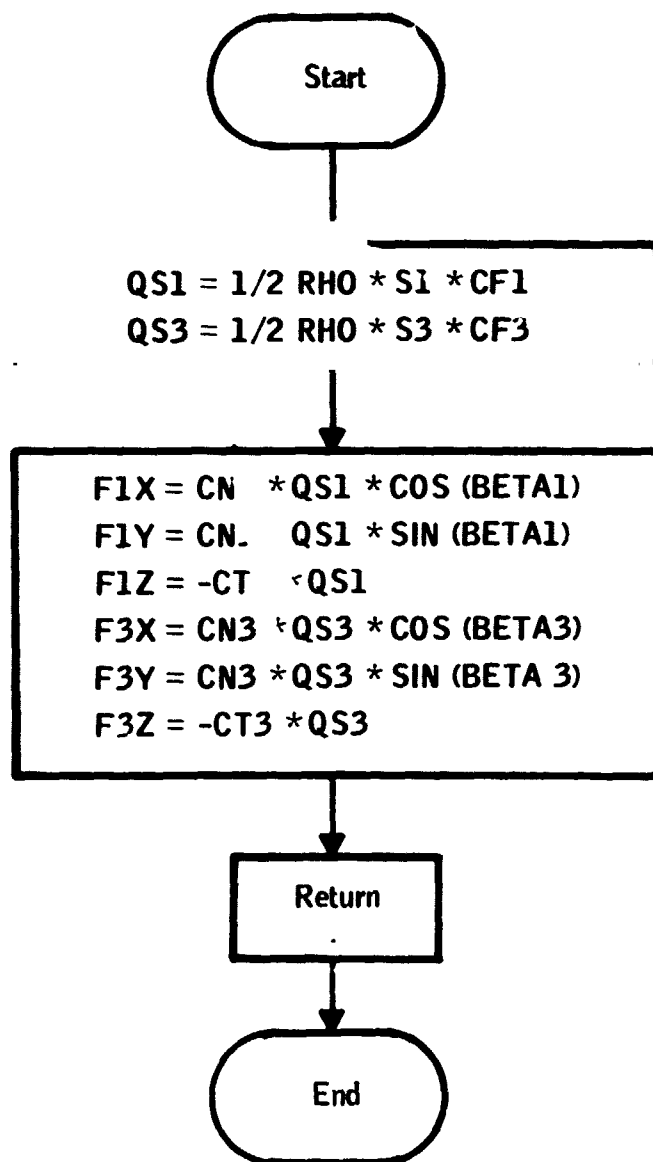 Start
QS1 = 1/2 RHO * S1 * CF1
QS3 = 1/2 RHO * S3 * CF3
F1X = CN * QS1 * COS (BETA1)
F1Y = CN QS1 * SIN (BETA1)
F1Z = -CT QS1
F3X = CN3 * QS3 * COS (BETA3)
F3Y = CN3 * QS3 * SIN (BETA 3)
F3Z = -CT3 * QS3
Return
End